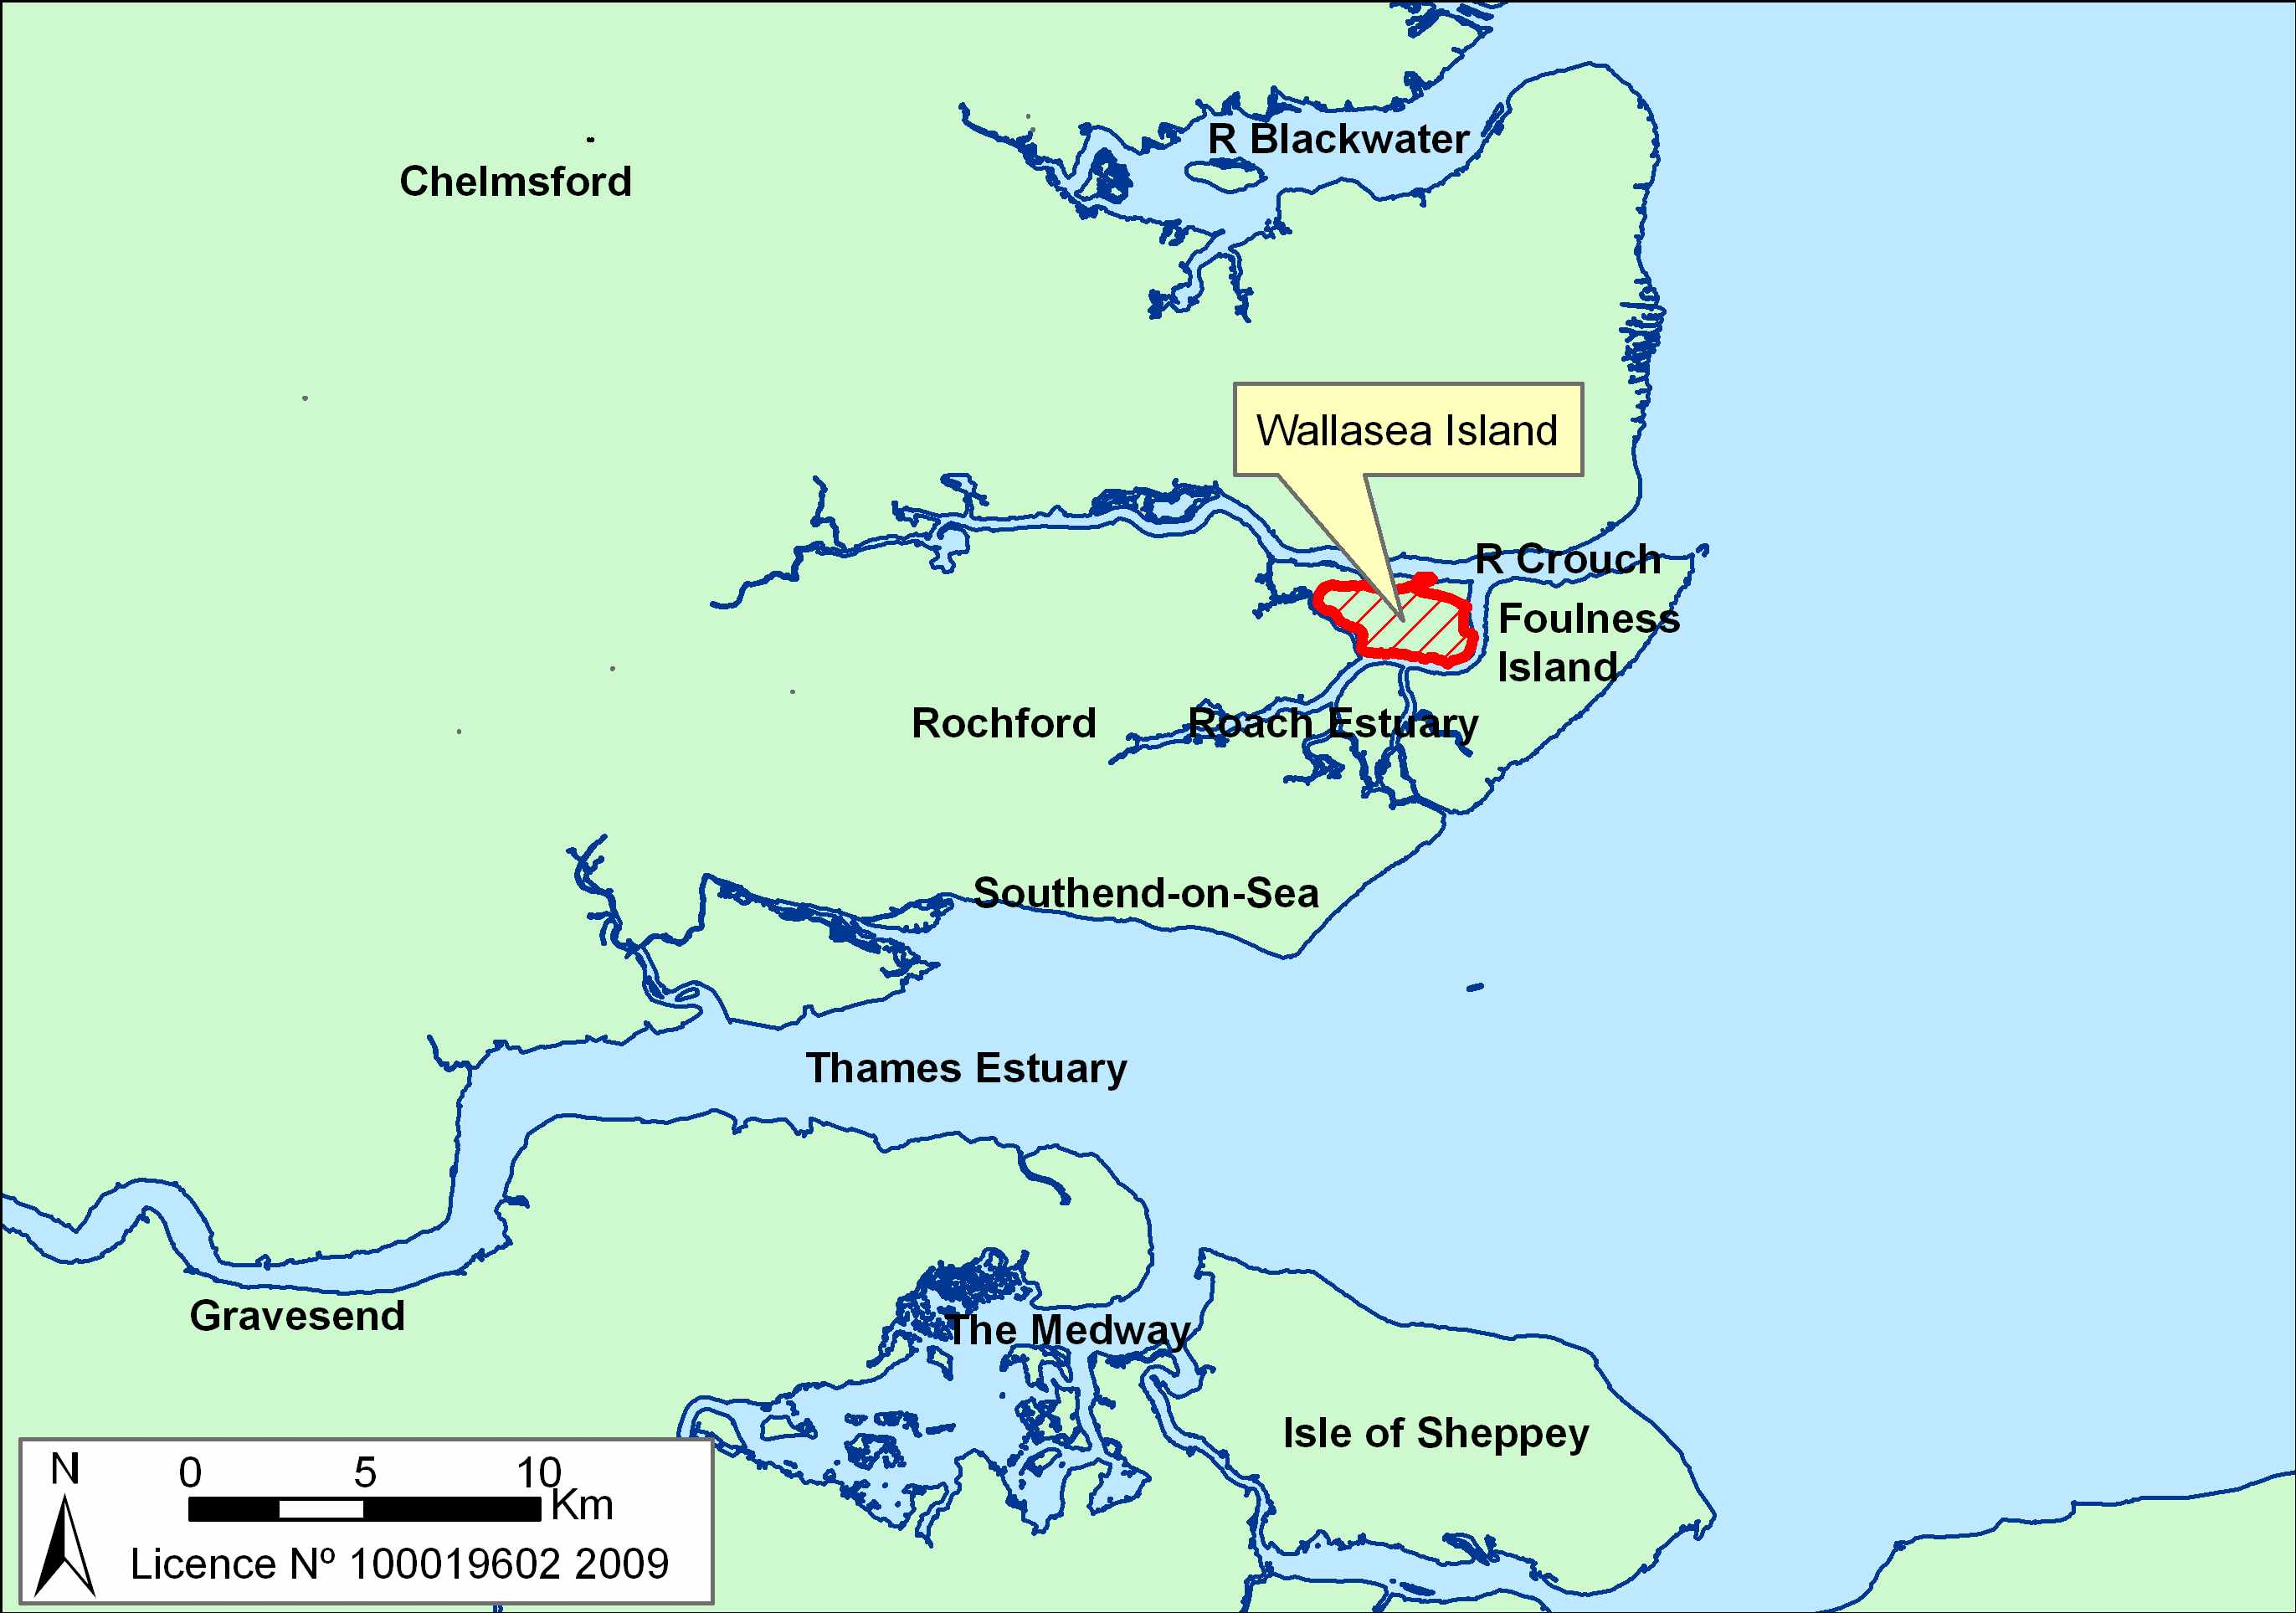 R Blackwater
Chelmsford
Wallasea Island
R Crouch
Foulness
Island
Rochford
Roach Estuary
Southend-on-Sea
Thames Estuary
Gravesend
The Medway
Isle of Sheppey
N
0 5 10
Km
Licence Nº 100019602 2009